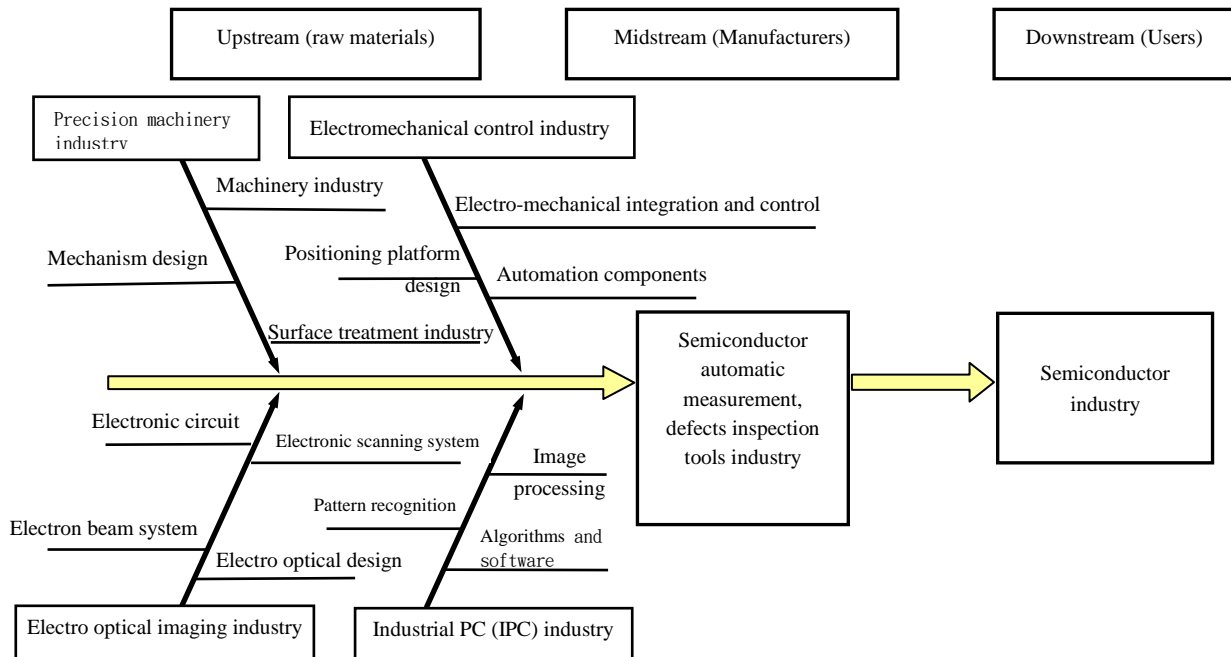 Upstream (raw materials)
Midstream (Manufacturers)
Downstream (Users)
Precision machinery
industry
Electromechanical control industry
Machinery industry
Electro-mechanical integration and control
Mechanism design
Positioning platform
design
Automation components
Surface treatment industry
Semiconductor
automatic
measurement,
defects inspection
tools industry
Semiconductor
industry
Electronic circuit
Electronic scanning system
Image
processing
Pattern recognition
Electron beam system
Algorithms and
software
Electro optical design
Electro optical imaging industry
Industrial PC (IPC) industry